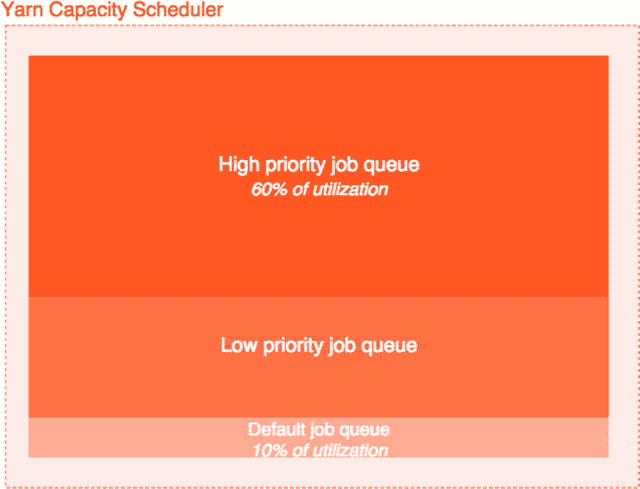 Yarn Capacity Scheduler
High priority job queue
60% of utilization
Low priority job queue
Default job queue
10% of utilization